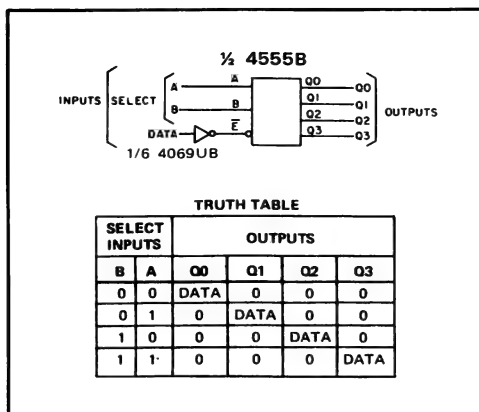 ½ 4555B
INPUTS SELECT A A Q0 Q0 OUTPUTS
B B Q1 Q1
Q2 Q2
DATA E̅ Q3 Q3
1/6 4069UB
TRUTH TABLE
SELECT INPUTS OUTPUTS
B A Q0 Q1 Q2 Q3
0 0 DATA 0 0 0
0 1 0 DATA 0 0
1 0 0 0 DATA 0
1 1 0 0 0 DATA